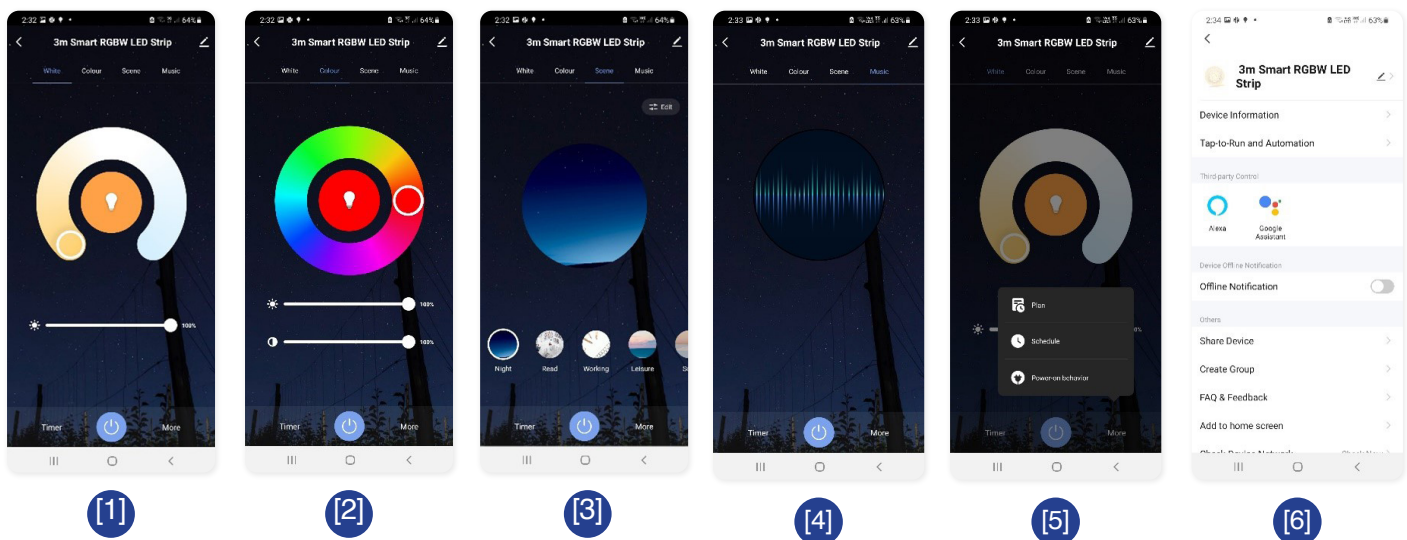 2:32 64%
3m Smart RGBW LED Strip
White Colour Scene Music
100%
Timer More
[1]
2:32 64%
3m Smart RGBW LED Strip
White Colour Scene Music
100%
100%
Timer More
[2]
2:32 64%
3m Smart RGBW LED Strip
White Colour Scene Music
Edit
Night Read Working Leisure
Timer More
[3]
2:33 63%
3m Smart RGBW LED Strip
White Colour Scene Music
Timer More
[4]
2:33 63%
3m Smart RGBW LED Strip
White Colour Scene Music
Plan
Schedule
Power-on behavior
Timer More
[5]
2:34 63%
3m Smart RGBW LED
Strip
Device Information
Tap-to-Run and Automation
Third-party Control
Alexa Google
Assistant
Device Offline Notification
Offline Notification
Others
Share Device
Create Group
FAQ & Feedback
Add to home screen
[6]